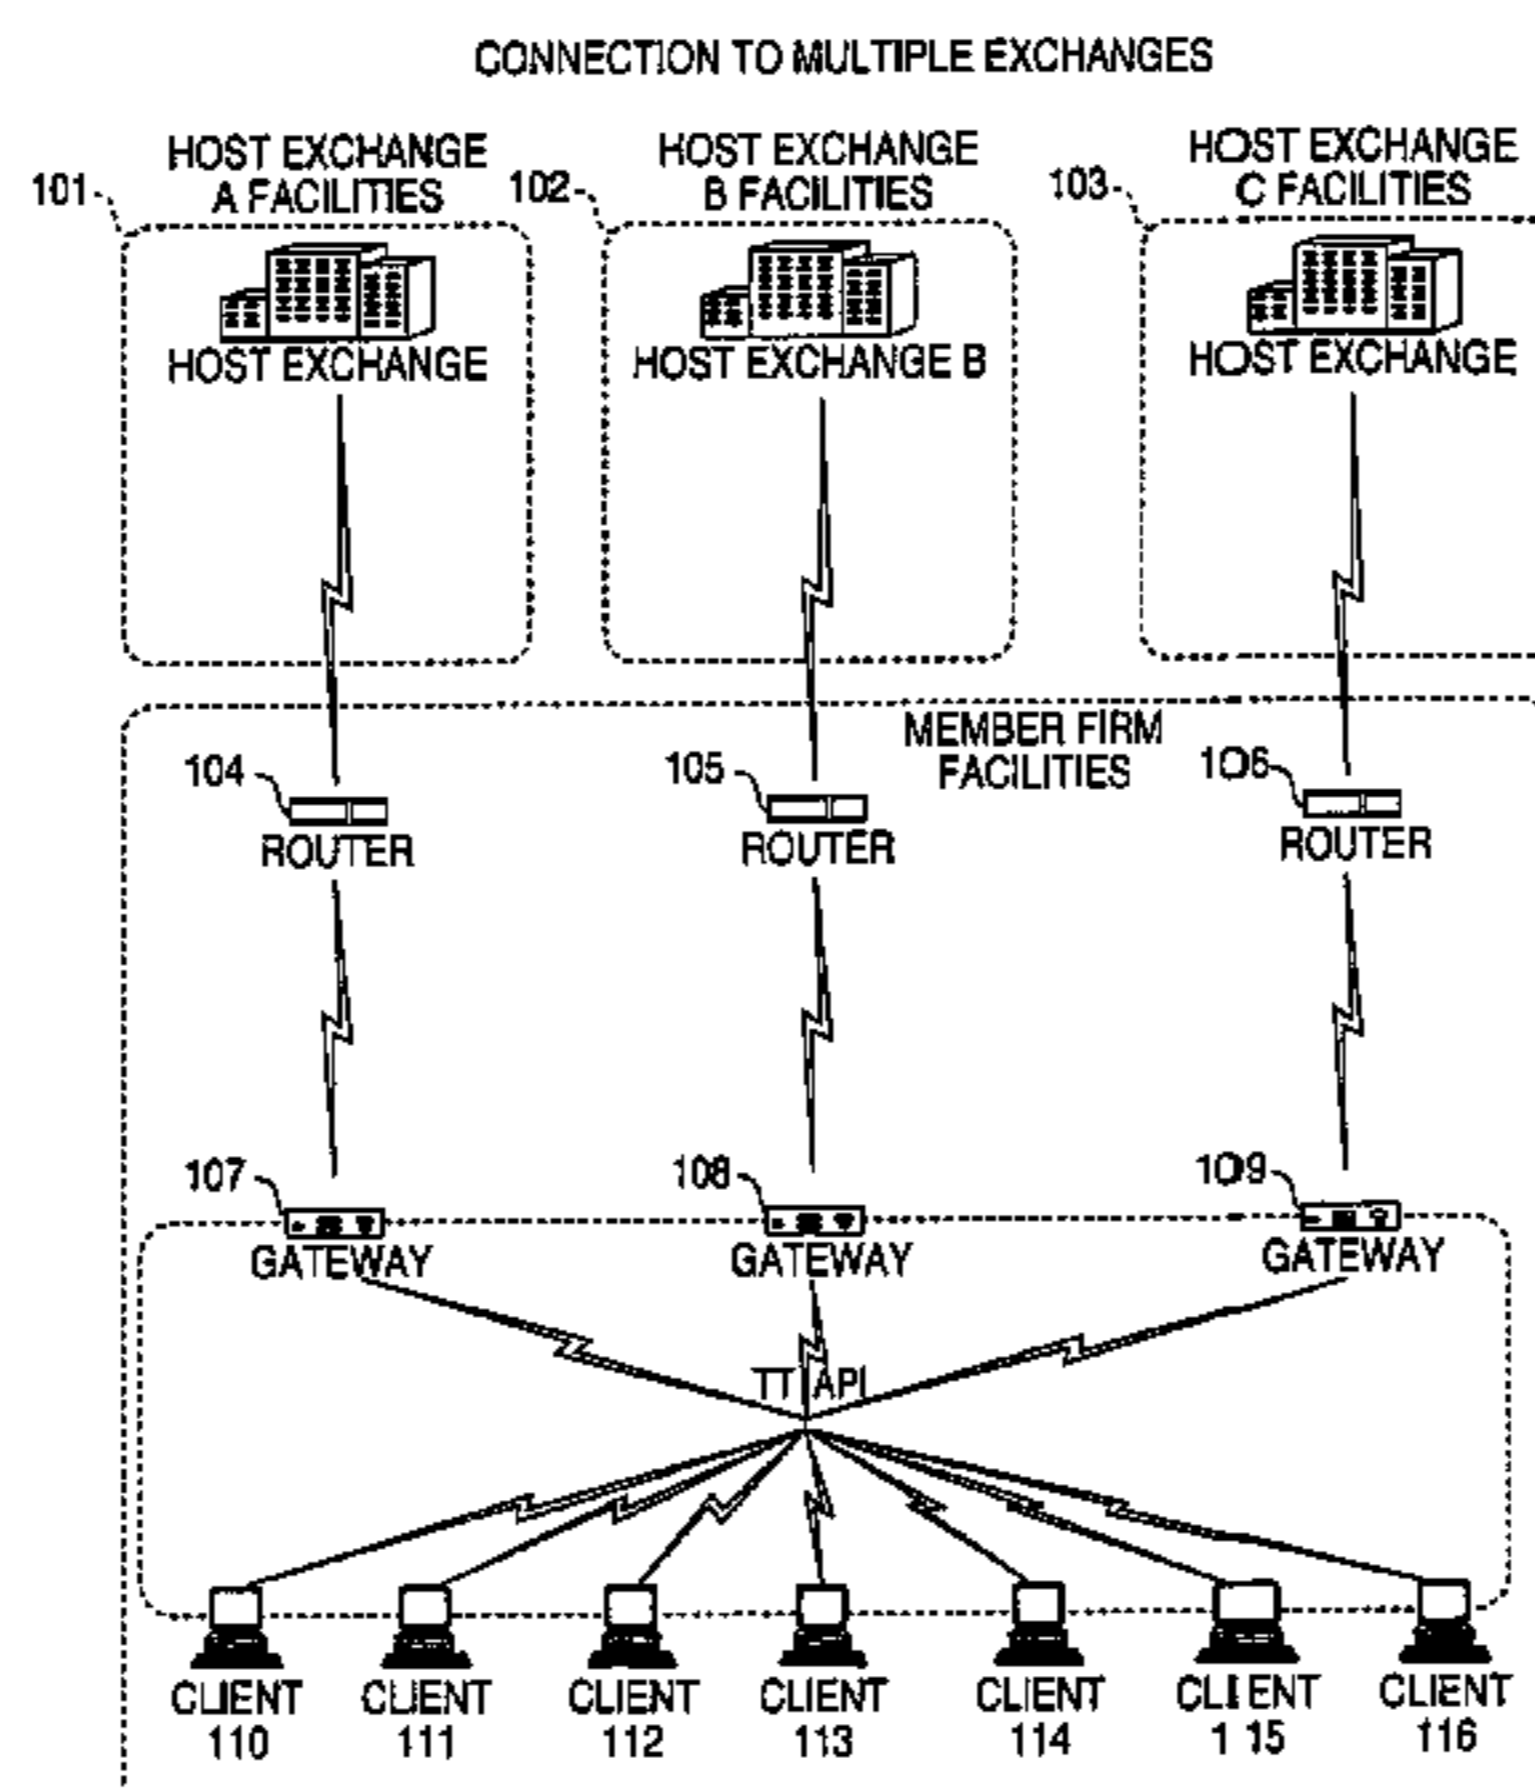 CONNECTION TO MULTIPLE EXCHANGES
HOST EXCHANGE
A FACILITIES
101
HOST EXCHANGE
B FACILITIES
102
HOST EXCHANGE
C FACILITIES
103
HOST EXCHANGE
HOST EXCHANGE B
HOST EXCHANGE
MEMBER FIRM
FACILITIES
104
ROUTER
105
ROUTER
106
ROUTER
107
GATEWAY
108
GATEWAY
109
GATEWAY
TT API
CLIENT
110
CLIENT
111
CLIENT
112
CLIENT
113
CLIENT
114
CLIENT
115
CLIENT
116